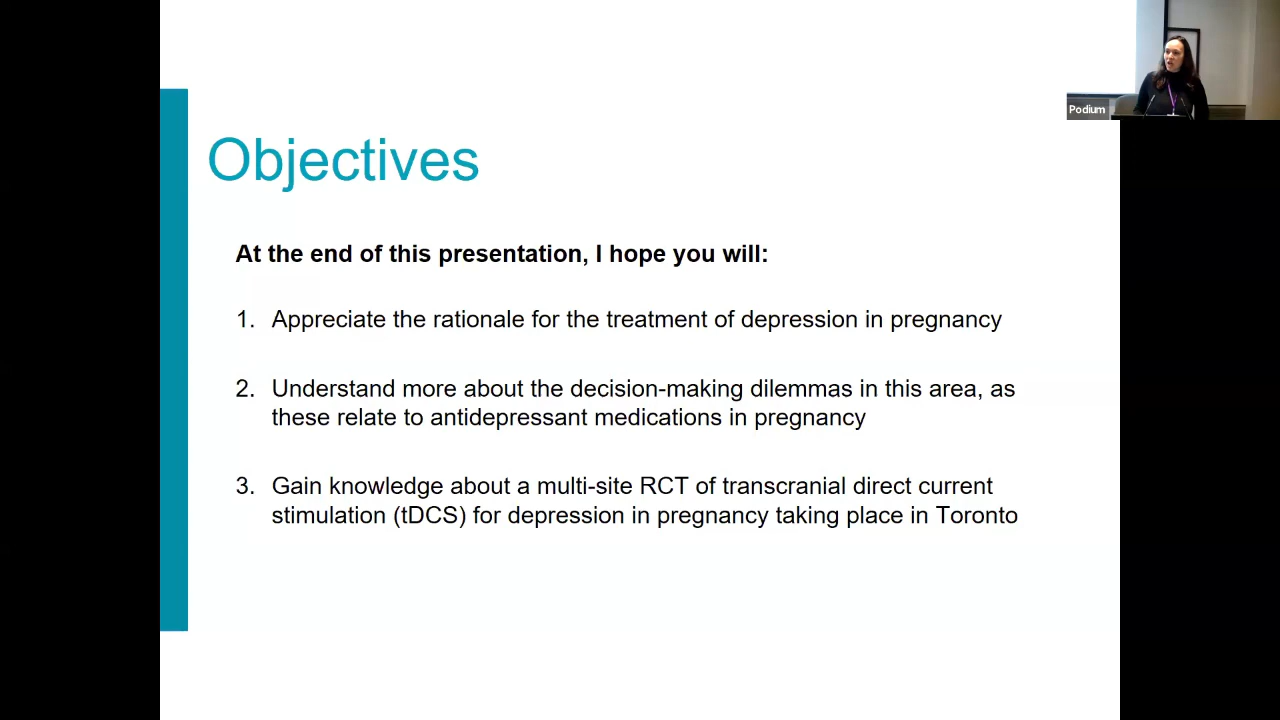 Objectives
At the end of this presentation, I hope you will:
1. Appreciate the rationale for the treatment of depression in pregnancy
2. Understand more about the decision-making dilemmas in this area, as
these relate to antidepressant medications in pregnancy
3. Gain knowledge about a multi-site RCT of transcranial direct current
stimulation (tDCS) for depression in pregnancy taking place in Toronto
Podium